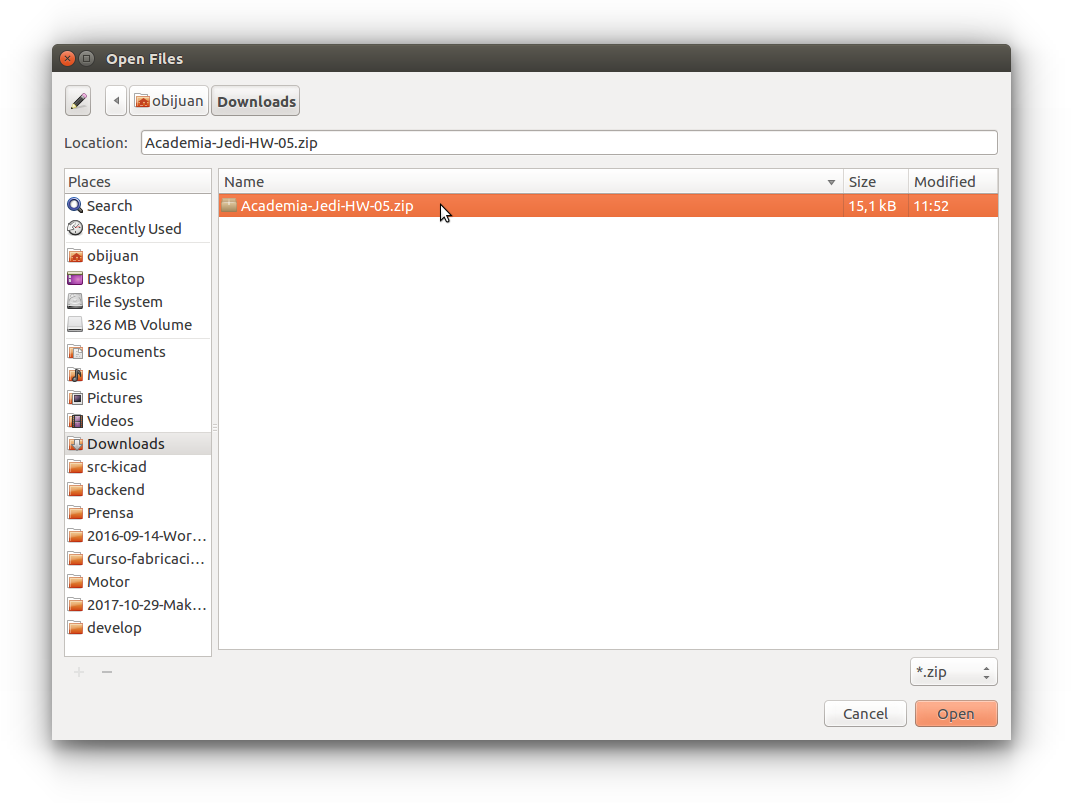 Open Files
obijuan Downloads
Location: Academia-Jedi-HW-05.zip
Places
Search
Recently Used
obijuan
Desktop
File System
326 MB Volume
Documents
Music
Pictures
Videos
Downloads
src-kicad
backend
Prensa
2016-09-14-Wor...
Curso-fabricaci...
Motor
2017-10-29-Mak...
develop
Name Size Modified
Academia-Jedi-HW-05.zip 15,1 kB 11:52
*.zip
Cancel Open